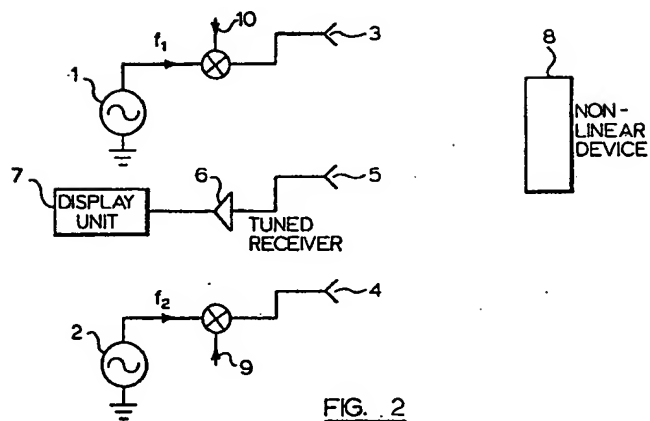 10
3
8
f₁
1
NON-
LINEAR
DEVICE
7
6
5
DISPLAY
UNIT
TUNED
RECEIVER
4
f₂
2
9
FIG. 2